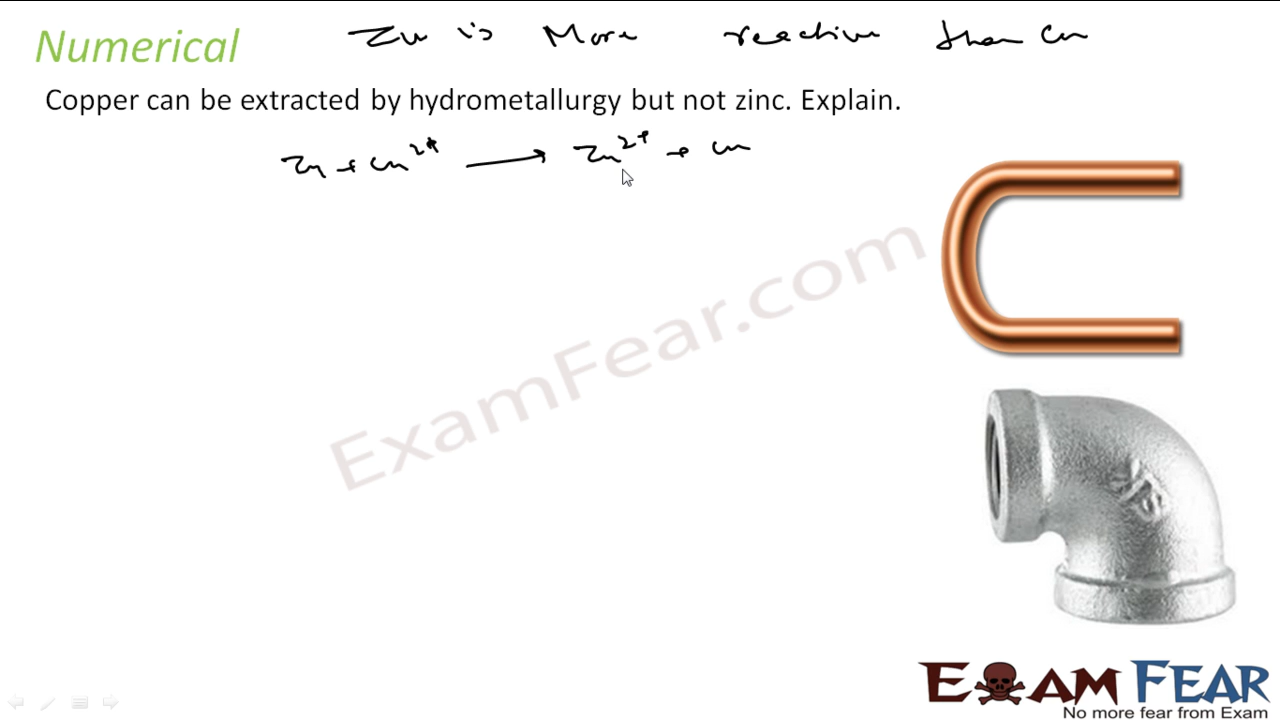 Numerical Zn is More reactive than Cu
Copper can be extracted by hydrometallurgy but not zinc. Explain.
Zn + Cu²⁺ → Zn²⁺ + Cu
ExamFear.com
EXAM FEAR
No more fear from Exam